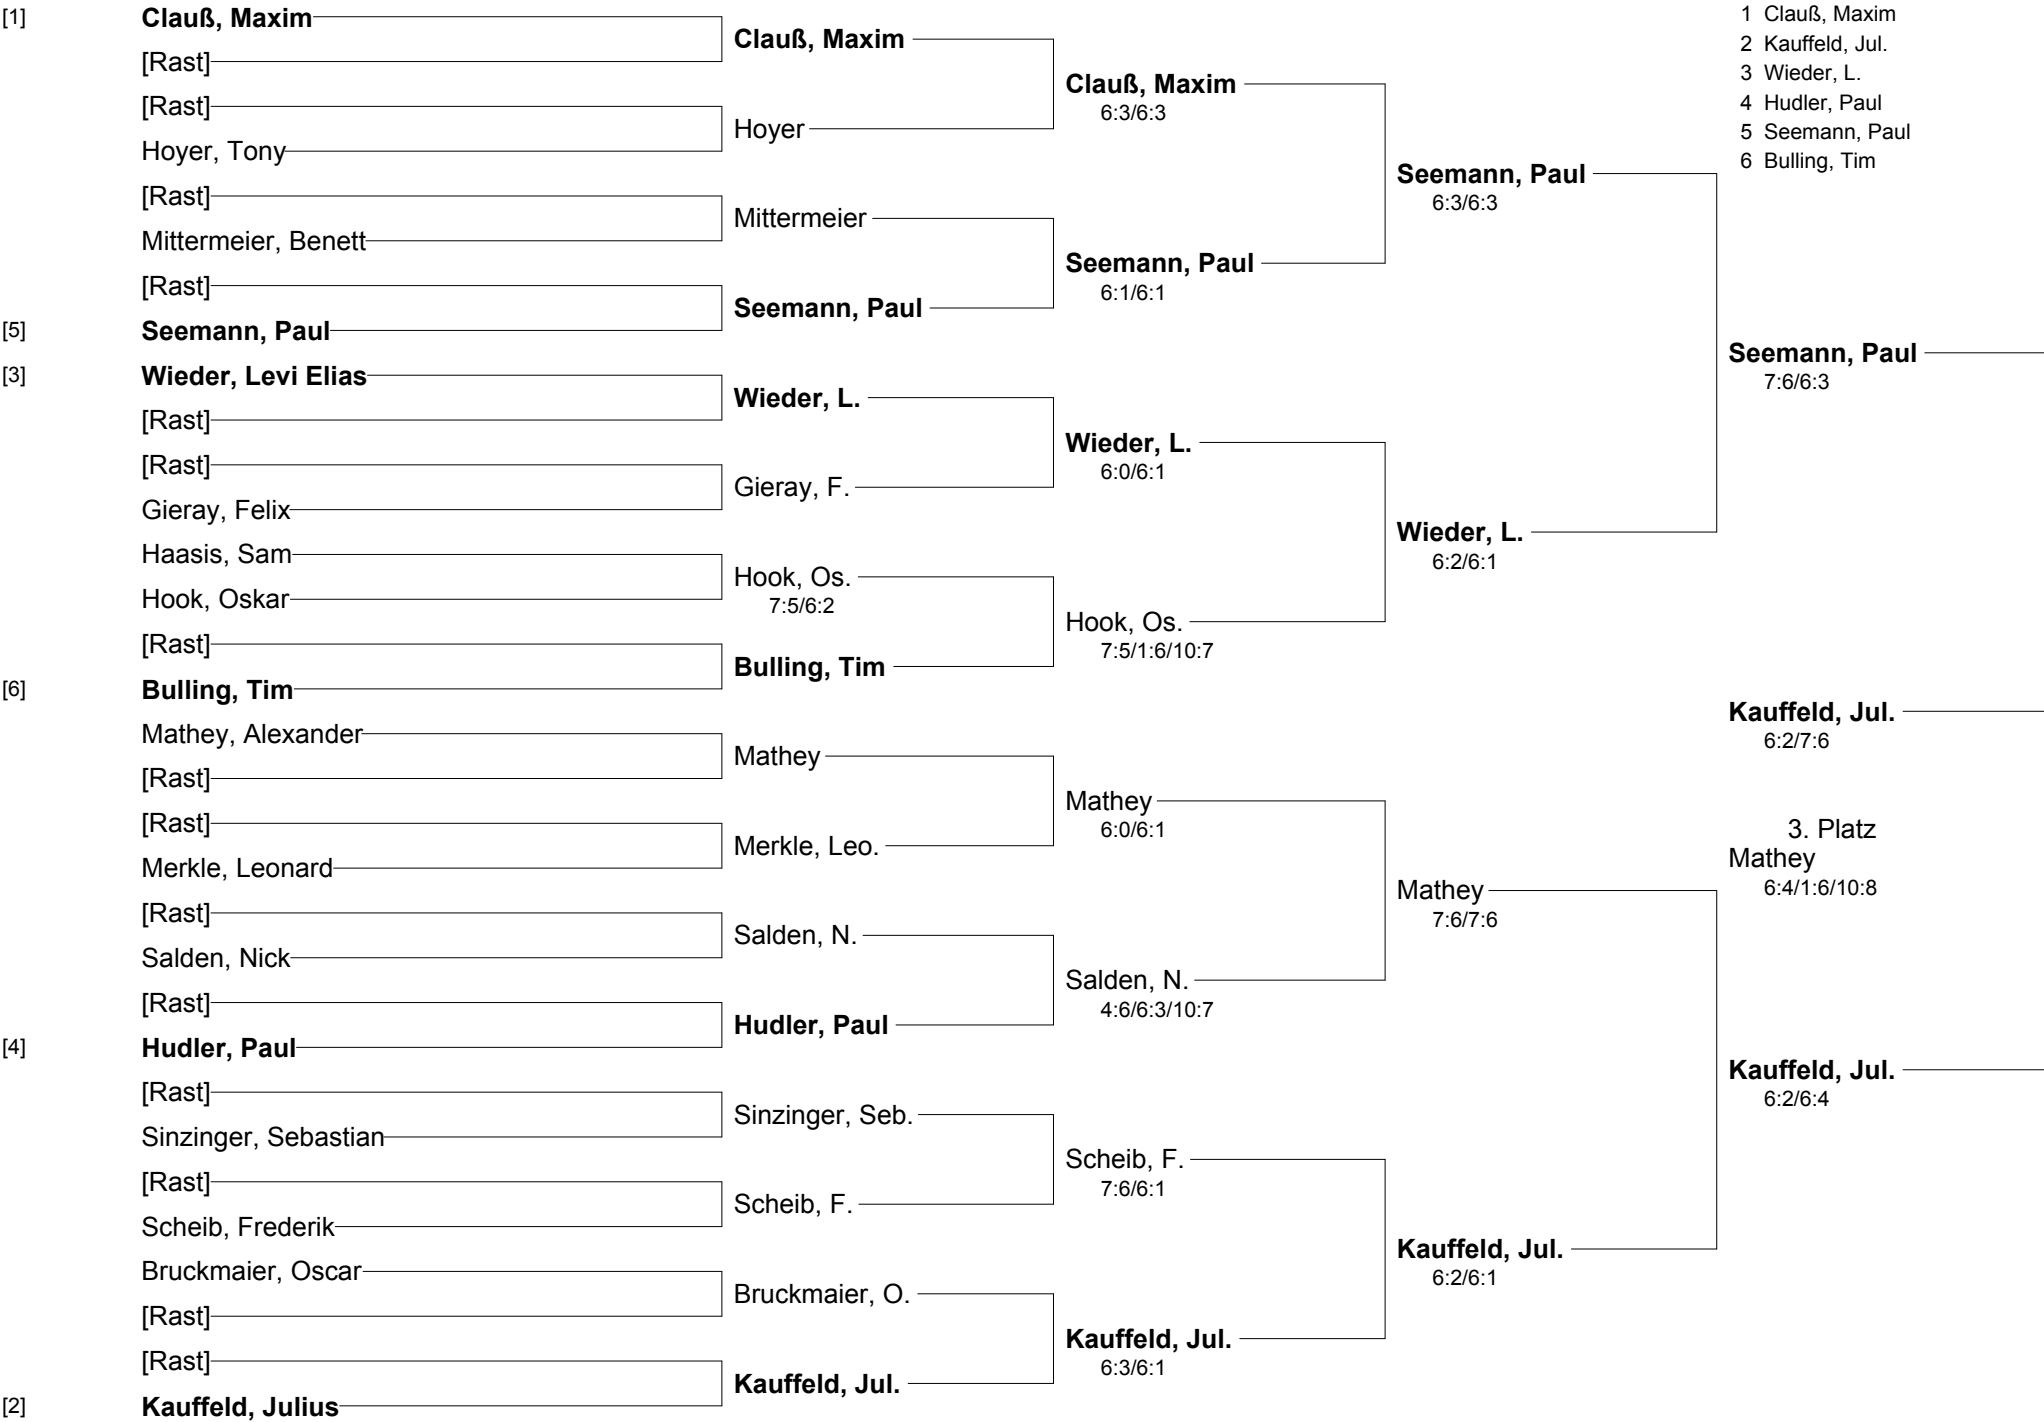 [1] Clauß, Maxim
[Rast]
[Rast]
Hoyer, Tony
[Rast]
Mittermeier, Benett
[Rast]
[5] Seemann, Paul
[3] Wieder, Levi Elias
[Rast]
[Rast]
Gieray, Felix
Haasis, Sam
Hook, Oskar
[Rast]
[6] Bulling, Tim
Mathey, Alexander
[Rast]
[Rast]
Merkle, Leonard
[Rast]
Salden, Nick
[Rast]
[4] Hudler, Paul
[Rast]
Sinzinger, Sebastian
[Rast]
Scheib, Frederik
Bruckmaier, Oscar
[Rast]
[Rast]
[2] Kauffeld, Julius
Clauß, Maxim
Hoyer
Mittermeier
Seemann, Paul
Wieder, L.
Gieray, F.
Hook, Os.
7:5/6:2
Bulling, Tim
Mathey
Merkle, Leo.
Salden, N.
Hudler, Paul
Sinzinger, Seb.
Scheib, F.
Bruckmaier, O.
Kauffeld, Jul.
Clauß, Maxim
6:3/6:3
Seemann, Paul
6:1/6:1
Wieder, L.
6:0/6:1
Hook, Os.
7:5/1:6/10:7
Mathey
6:0/6:1
Salden, N.
4:6/6:3/10:7
Scheib, F.
7:6/6:1
Kauffeld, Jul.
6:3/6:1
Seemann, Paul
6:3/6:3
Wieder, L.
6:2/6:1
Mathey
7:6/7:6
Kauffeld, Jul.
6:2/6:1
1 Clauß, Maxim
2 Kauffeld, Jul.
3 Wieder, L.
4 Hudler, Paul
5 Seemann, Paul
6 Bulling, Tim
Seemann, Paul
7:6/6:3
Kauffeld, Jul.
6:2/7:6
3. Platz
Mathey
6:4/1:6/10:8
Kauffeld, Jul.
6:2/6:4